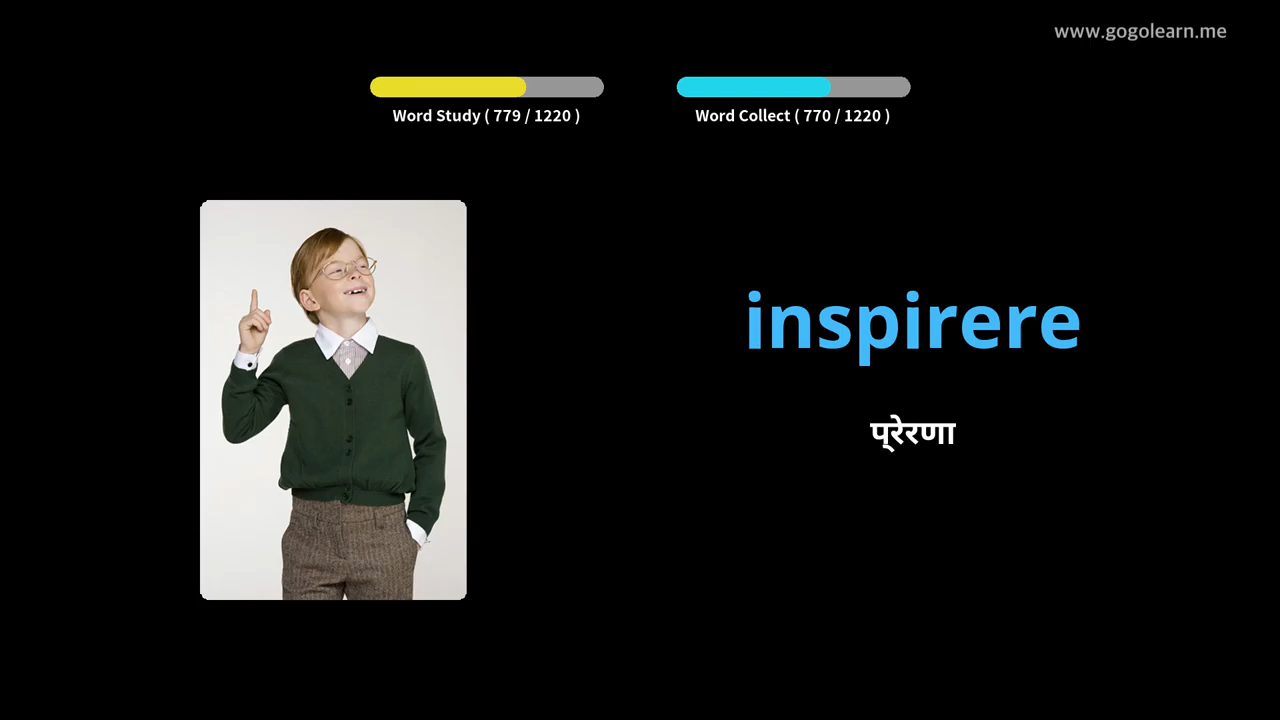 www.gogolearn.me
Word Study ( 779 / 1220 )
Word Collect ( 770 / 1220 )
inspirere
प्रेरणा